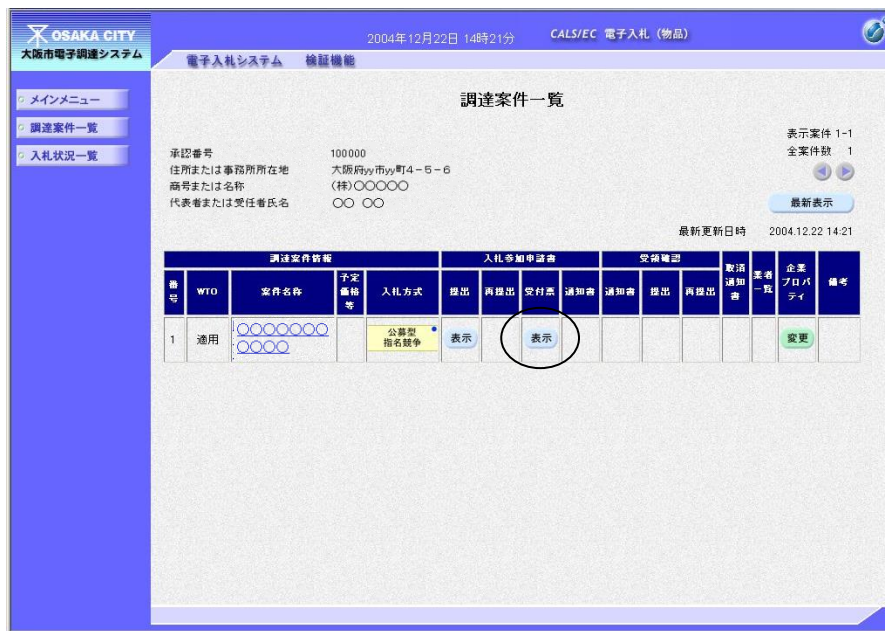 OSAKA CITY
大阪市電子調達システム
2004年12月22日 14時21分
CALS/EC 電子入札（物品）
電子入札システム 検証機能
メインメニュー
調達案件一覧
入札状況一覧
調達案件一覧
表示案件 1-1
全案件数 1
承認番号 100000
住所または事務所所在地 大阪府yy市yy町4－5－6
商号または名称 (株)○○○○○
代表者または受任者氏名 ○○ ○○
最新表示
最新更新日時 2004.12.22 14:21
調達案件情報 入札参加申請書 受領確認 取消通知書 業者一覧 企業プロパティ 備考
番号 WTO 案件名称 予定価格等 入札方式 提出 再提出 受付票 通知書 通知書 提出 再提出
1 適用 ○○○○○○○ 公募型 表示 表示 変更
○○○○ 指名競争